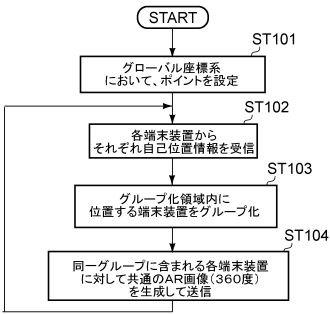 START
ST101
グローバル座標系
において、ポイントを設定
ST102
各端末装置から
それぞれ自己位置情報を受信
ST103
グループ化領域内に
位置する端末装置をグループ化
ST104
同一グループに含まれる各端末装置
に対して共通のAR画像(360度)
を生成して送信